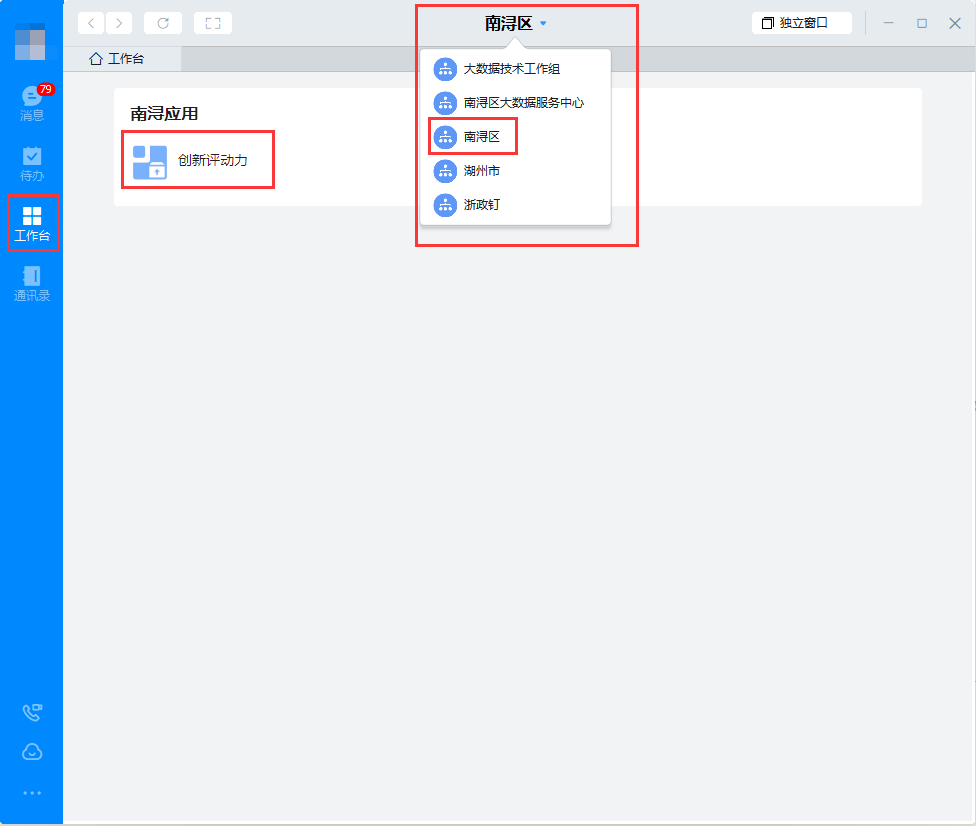 南浔区
独立窗口
工作台
79
消息
待办
工作台
通讯录
南浔应用
创新评动力
大数据技术工作组
南浔区大数据服务中心
南浔区
湖州市
浙政钉